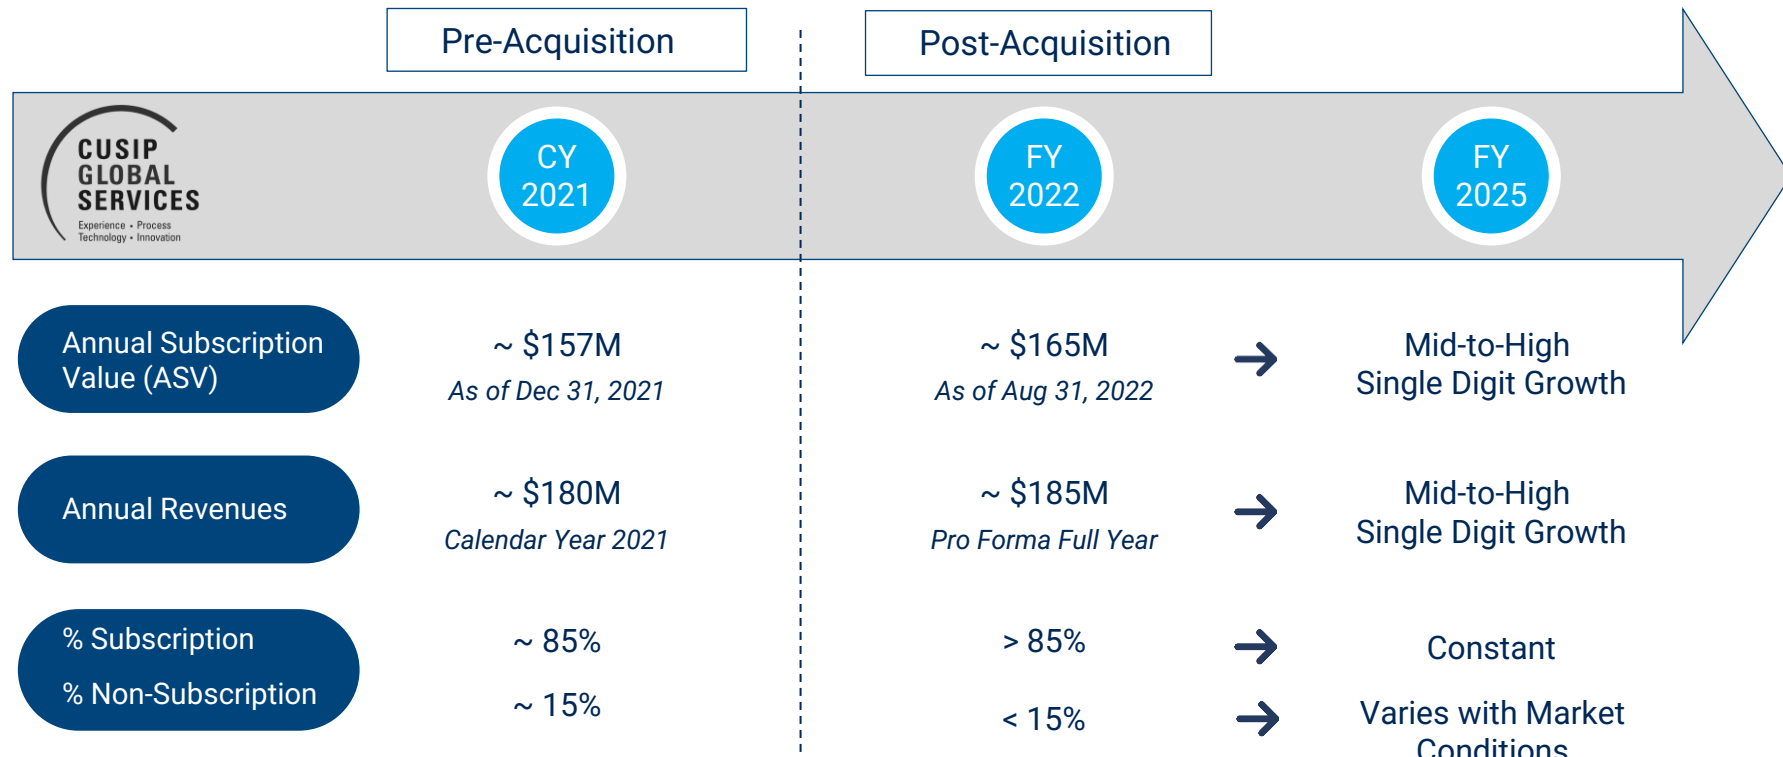 Pre-Acquisition
Post-Acquisition
CUSIP
GLOBAL
SERVICES
Experience • Process
Technology • Innovation
CY
2021
FY
2022
FY
2025
Annual Subscription
Value (ASV)
~ $157M
As of Dec 31, 2021
~ $165M
As of Aug 31, 2022
Mid-to-High
Single Digit Growth
Annual Revenues
~ $180M
Calendar Year 2021
~ $185M
Pro Forma Full Year
Mid-to-High
Single Digit Growth
% Subscription
~ 85%
> 85%
Constant
% Non-Subscription
~ 15%
< 15%
Varies with Market
Conditions